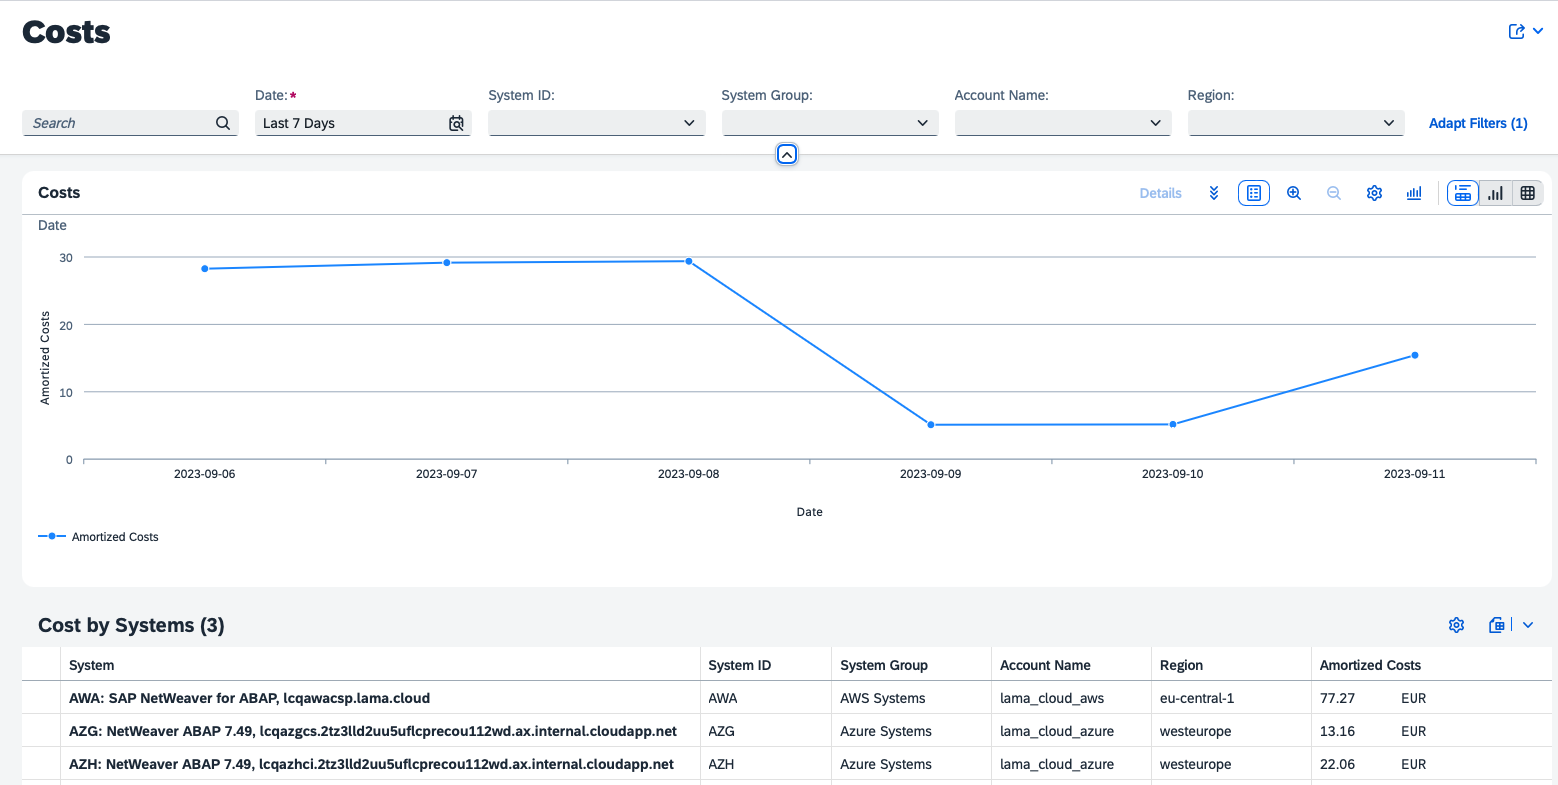 Costs
Date:*
System ID:
System Group:
Account Name:
Region:
Search
Last 7 Days
Adapt Filters (1)
Costs
Details
Date
30
20
10
0
Amortized Costs
2023-09-06
2023-09-07
2023-09-08
2023-09-09
2023-09-10
2023-09-11
Date
Amortized Costs
Cost by Systems (3)
System System ID System Group Account Name Region Amortized Costs
AWA: SAP NetWeaver for ABAP, lcqawacsp.lama.cloud AWA AWS Systems lama_cloud_aws eu-central-1 77.27 EUR
AZG: NetWeaver ABAP 7.49, lcqazgcs.2tz3lld2uu5uflcprecou112wd.ax.internal.cloudapp.net AZG Azure Systems lama_cloud_azure westeurope 13.16 EUR
AZH: NetWeaver ABAP 7.49, lcqazhci.2tz3lld2uu5uflcprecou112wd.ax.internal.cloudapp.net AZH Azure Systems lama_cloud_azure westeurope 22.06 EUR